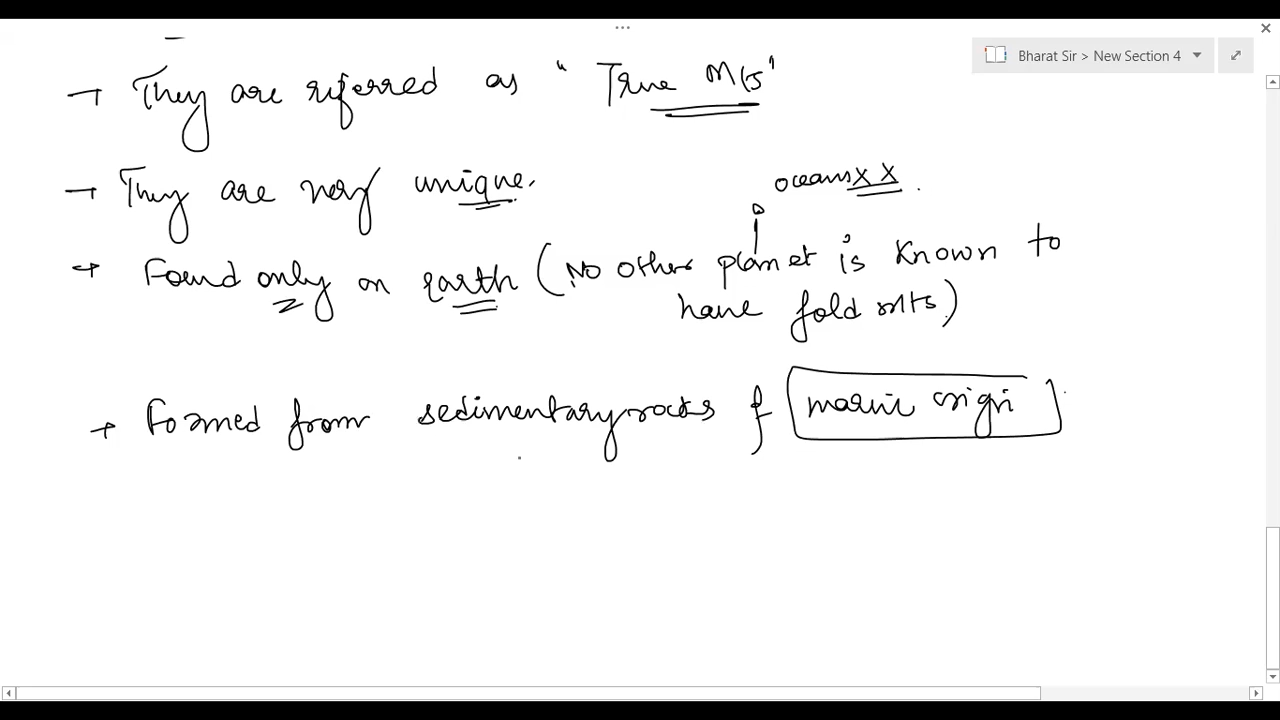 Bharat Sir > New Section 4
→ They are referred as "True Mts"
→ They are very unique.
oceans x x.
→ Found only on earth (No other planet is known to
have fold mts)
→ Formed from sedimentary rocks of marine origin